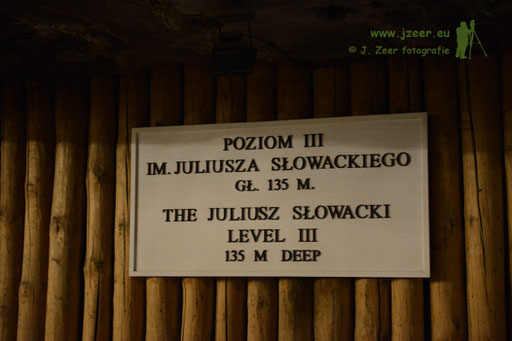 www.jzeer.eu
© J. Zeer fotografie
POZIOM III
IM. JULIUSZA SŁOWACKIEGO
GŁ. 135 M.
THE JULIUSZ SŁOWACKI
LEVEL III
135 M DEEP